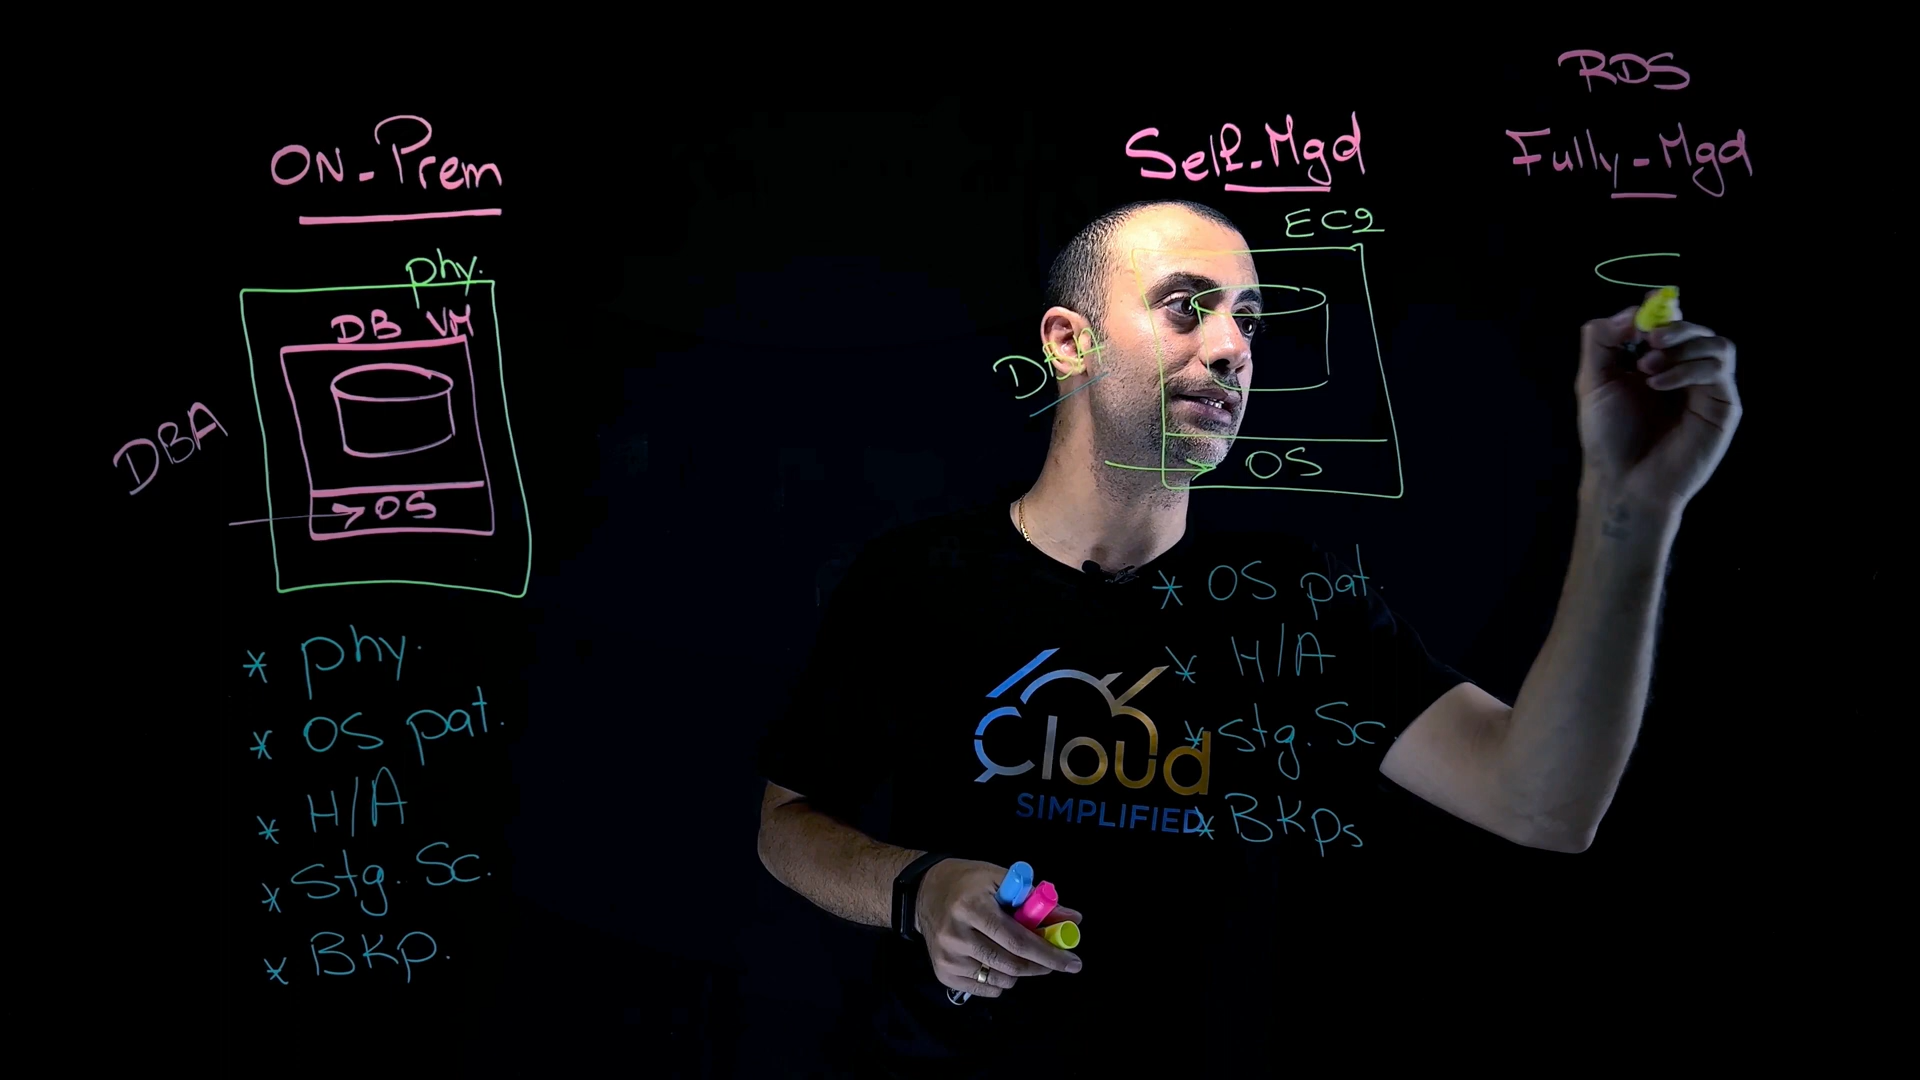 ON-Prem
phy.
DB VM
DBA
OS
* phy.
* OS pat.
* H/A
* Stg. Sc.
* BKP.
Self-Mgd
EC2
DBA
OS
* OS pat.
* H/A
* Stg. Sc.
* BKPs
Cloud
SIMPLIFIED
RDS
Fully-Mgd